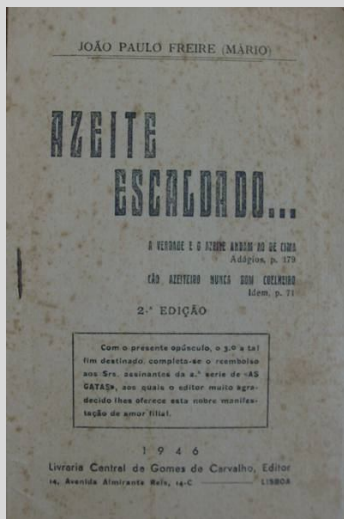 JOÃO PAULO FREIRE (MÁRIO)
AZEITE
ESCALDADO...
A VERDADE E O AZEITE ANDAM AO DE CIMA
Adágios, p. 179
CÃO AZEITEIRO NUNCA BOM COELHEIRO
Idem, p. 71
2.ª EDIÇÃO
Com o presente opúsculo, o 3.º a tal
fim destinado, completa-se o reembolso
aos Srs. assinantes da 2.ª serie de «AS
GATAS», aos quais o editor muito agra-
decido lhes oferece esta nobre manifes-
tação de amor filial.
1946
Livraria Central de Gomes de Carvalho, Editor
14, Avenida Almirante Reis, 14-C — LISBOA